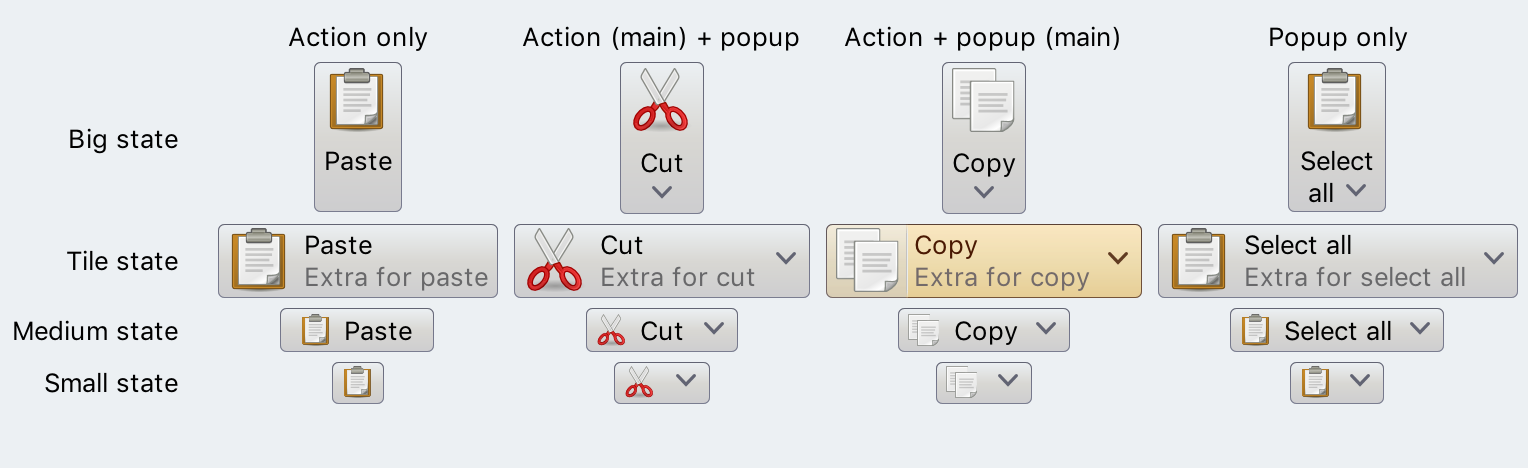 Action only
Action (main) + popup
Action + popup (main)
Popup only
Big state
Paste
Cut
Copy
Select
all
Tile state
Paste
Extra for paste
Cut
Extra for cut
Copy
Extra for copy
Select all
Extra for select all
Medium state
Paste
Cut
Copy
Select all
Small state